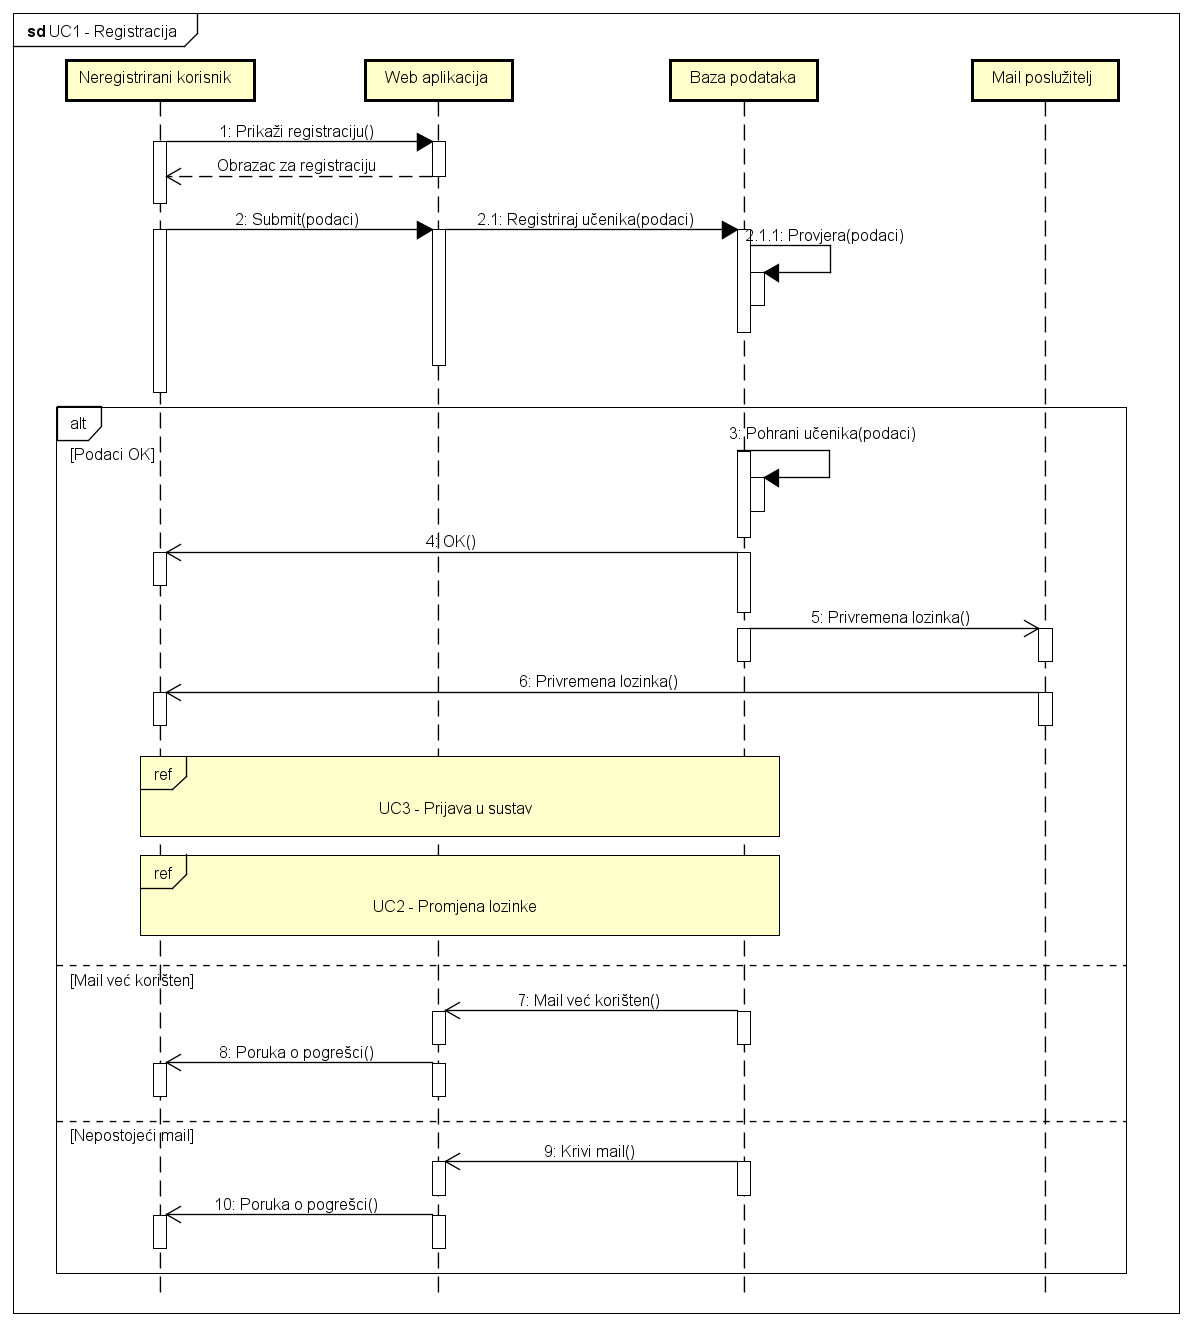 sd UC1 - Registracija
Neregistrirani korisnik
Web aplikacija
Baza podataka
Mail poslužitelj
1: Prikaži registraciju()
Obrazac za registraciju
2: Submit(podaci)
2.1: Registriraj učenika(podaci)
2.1.1: Provjera(podaci)
alt
[Podaci OK]
3: Pohrani učenika(podaci)
4: OK()
5: Privremena lozinka()
6: Privremena lozinka()
ref
UC3 - Prijava u sustav
ref
UC2 - Promjena lozinke
[Mail već korišten]
7: Mail već korišten()
8: Poruka o pogrešci()
[Nepostojeći mail]
9: Krivi mail()
10: Poruka o pogrešci()